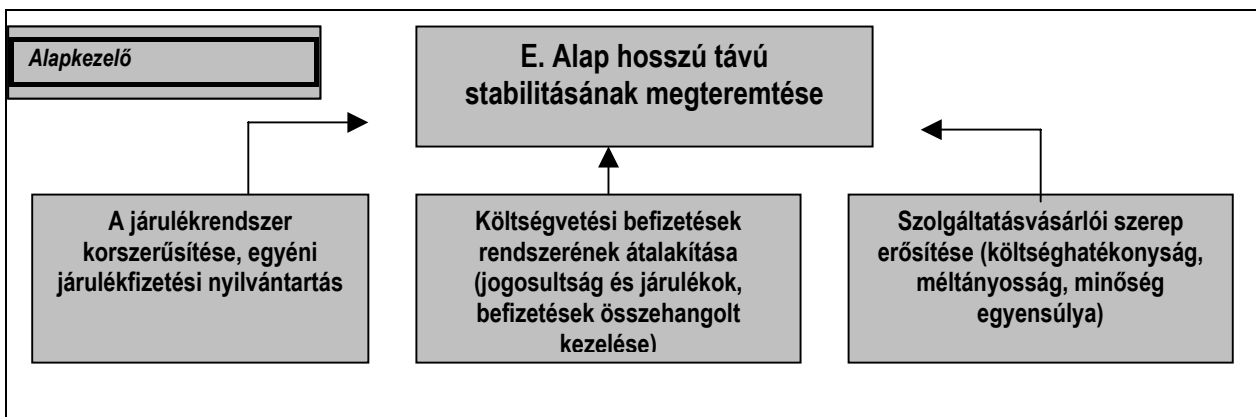 Alapkezelő
E. Alap hosszú távú
stabilitásának megteremtése
A járulékrendszer
korszerűsítése, egyéni
járulékfizetési nyilvántartás
Költségvetési befizetések
rendszerének átalakítása
(jogosultság és járulékok,
befizetések összehangolt
kezelése)
Szolgáltatásvásárlói szerep
erősítése (költséghatékonyság,
méltányosság, minőség
egyensúlya)